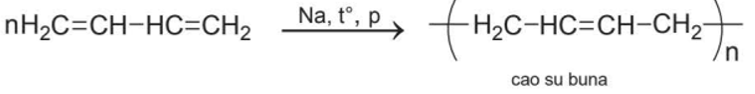 nH₂C=CH−HC=CH₂ Na, t°, p ( H₂C−HC=CH−CH₂ )n
cao su buna